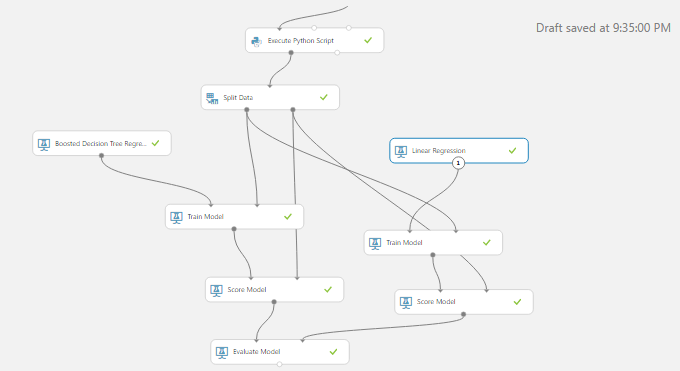 Draft saved at 9:35:00 PM
Execute Python Script
Split Data
Boosted Decision Tree Regre...
Linear Regression
1
Train Model
Train Model
Score Model
Score Model
Evaluate Model